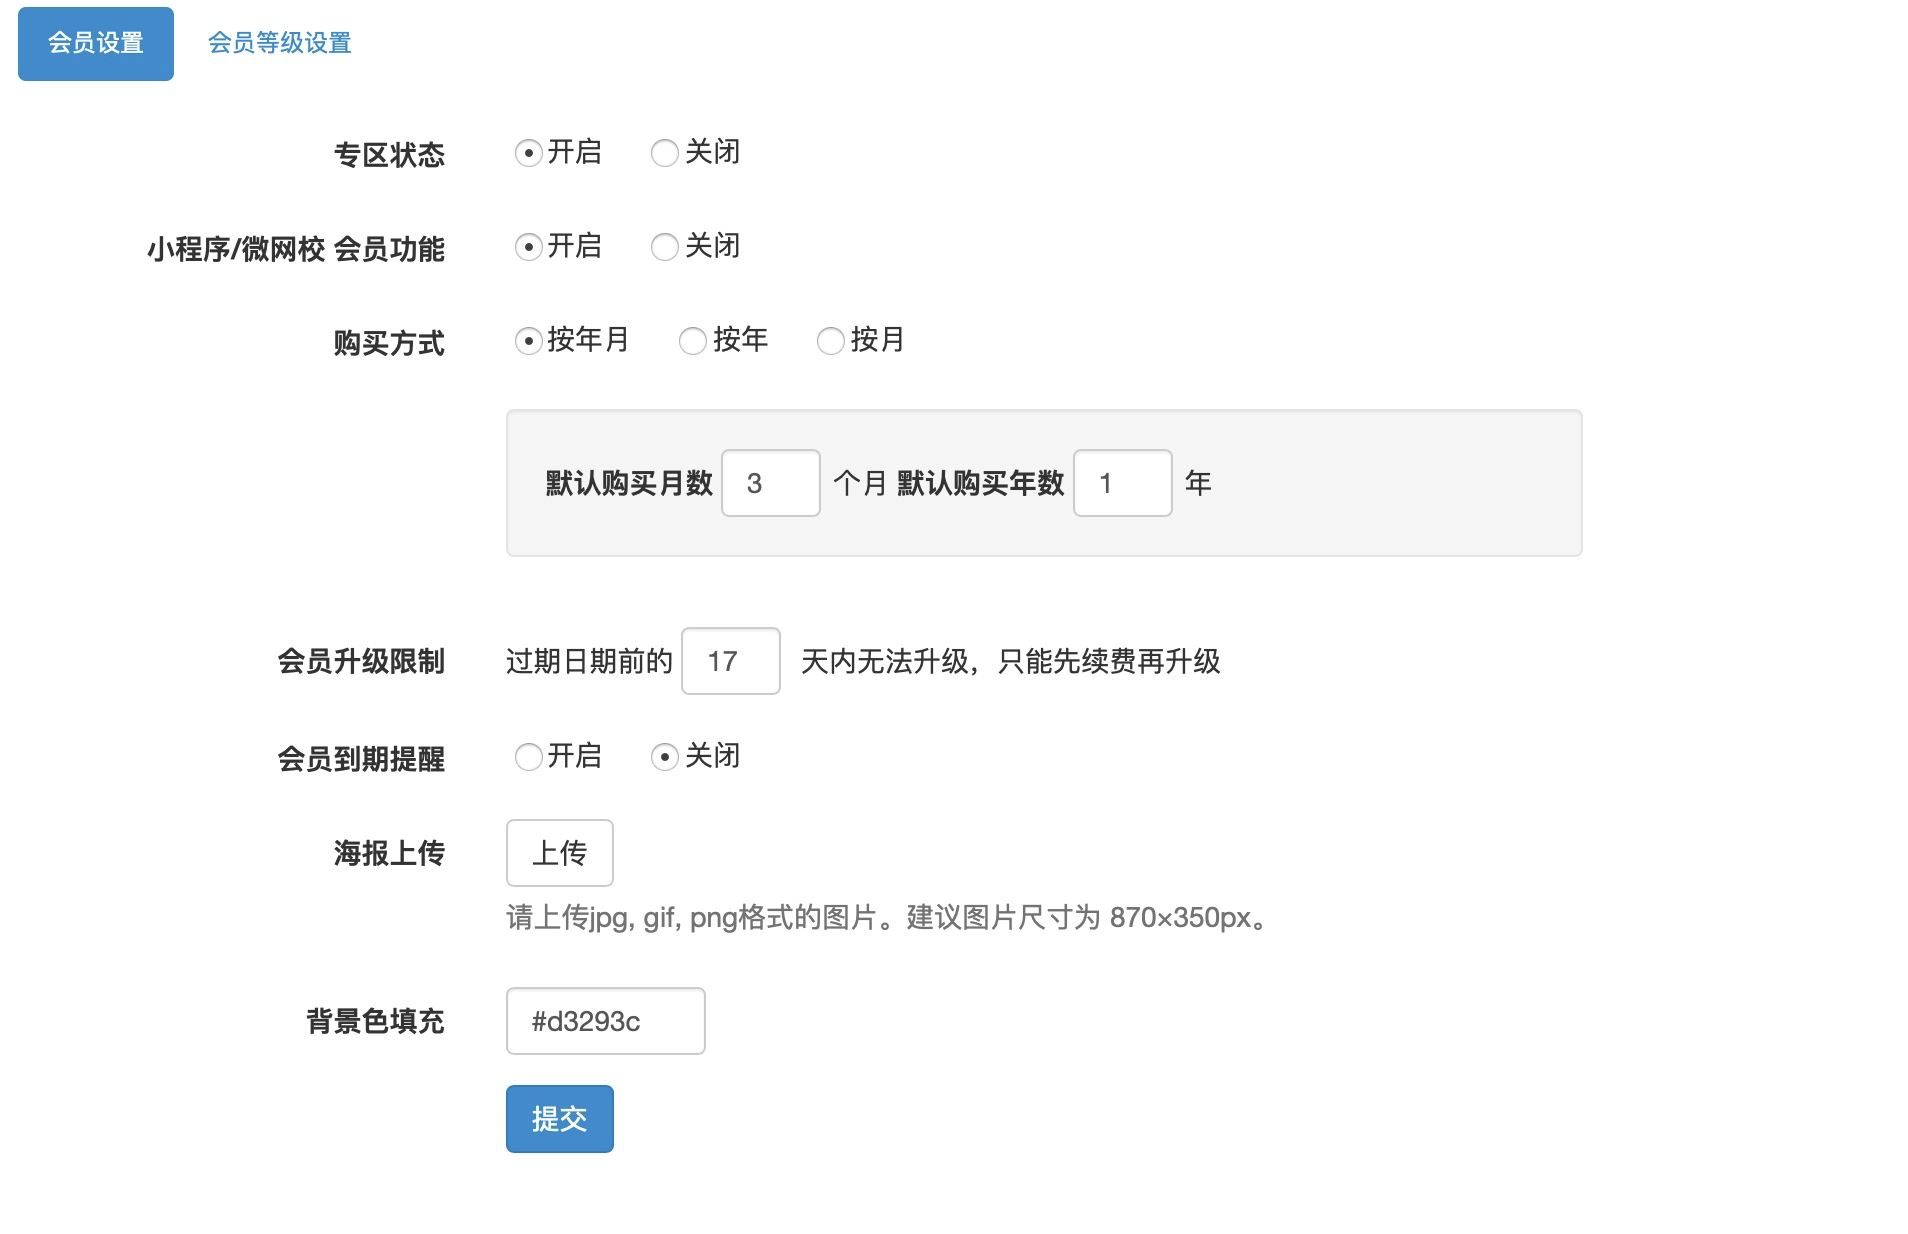 会员设置 会员等级设置
专区状态 开启 关闭
小程序/微网校 会员功能 开启 关闭
购买方式 按年月 按年 按月
默认购买月数 3 个月 默认购买年数 1 年
会员升级限制 过期日期前的 17 天内无法升级，只能先续费再升级
会员到期提醒 开启 关闭
海报上传 上传
请上传jpg, gif, png格式的图片。建议图片尺寸为 870×350px。
背景色填充 #d3293c
提交